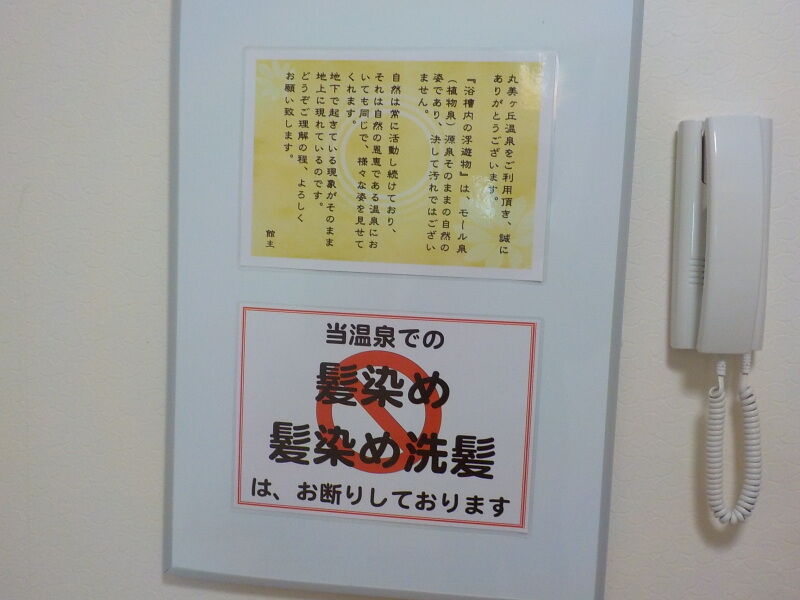 丸美ヶ丘温泉をご利用頂き、誠に
ありがとうございます。
『浴槽内の浮遊物』は、モール泉
（植物泉）源泉そのままの自然の
姿であり、決して汚れではござい
ません。
自然は常に活動し続けており、
それは自然の恩恵である温泉にお
いても同じで、様々な姿を見せて
くれます。
地下で起きている現象がそのまま
地上に現れているのです。
どうぞご理解の程、よろしく
お願い致します。
館主
当温泉での
髪染め
髪染め洗髪
は、お断りしております